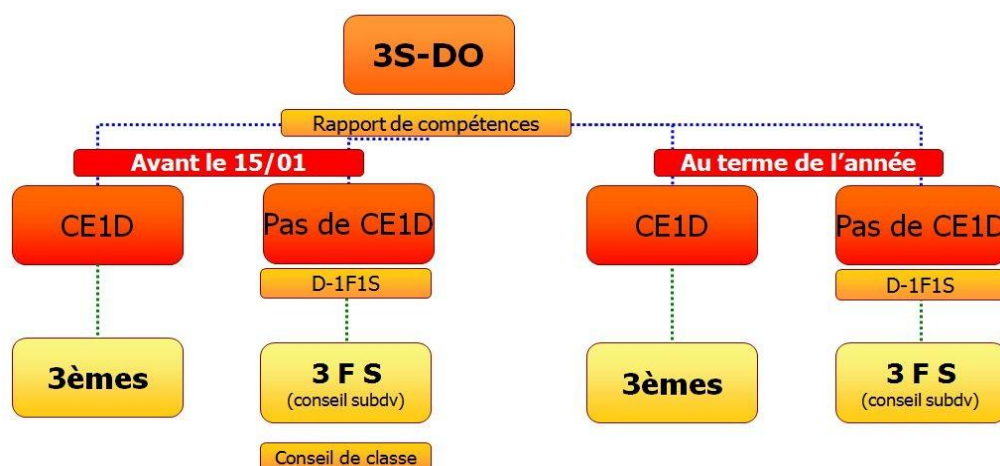 3S-DO
Rapport de compétences
Avant le 15/01
Au terme de l'année
CE1D
Pas de CE1D
CE1D
Pas de CE1D
D-1F1S
D-1F1S
3èmes
3 F S
(conseil subdv)
3èmes
3 F S
(conseil subdv)
Conseil de classe